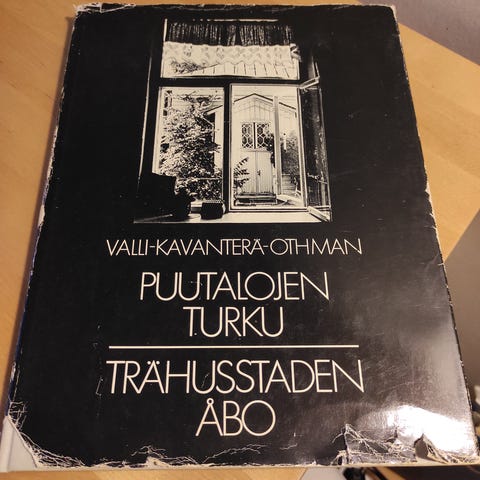 VALLI-KAVANTERÄ-OTHMAN
PUUTALOJEN
TURKU
TRÄHUSSTADEN
ÅBO